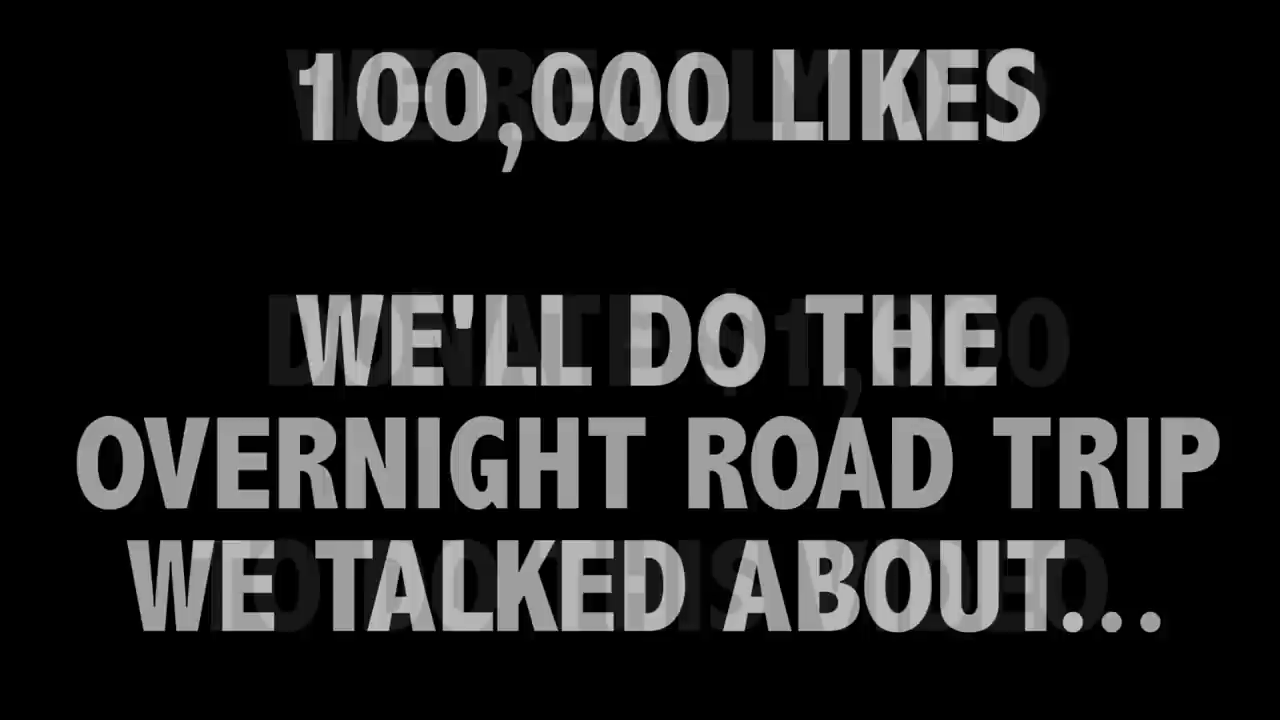 100,000 LIKES
WE'LL DO THE
OVERNIGHT ROAD TRIP
WE TALKED ABOUT...